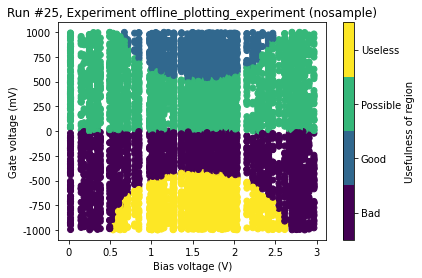 Run #25, Experiment offline_plotting_experiment (nosample)
1000
750
500
250
0
-250
-500
-750
-1000
Gate voltage (mV)
0
0.5
1
1.5
2
2.5
3
Bias voltage (V)
Useless
Possible
Good
Bad
Usefulness of region